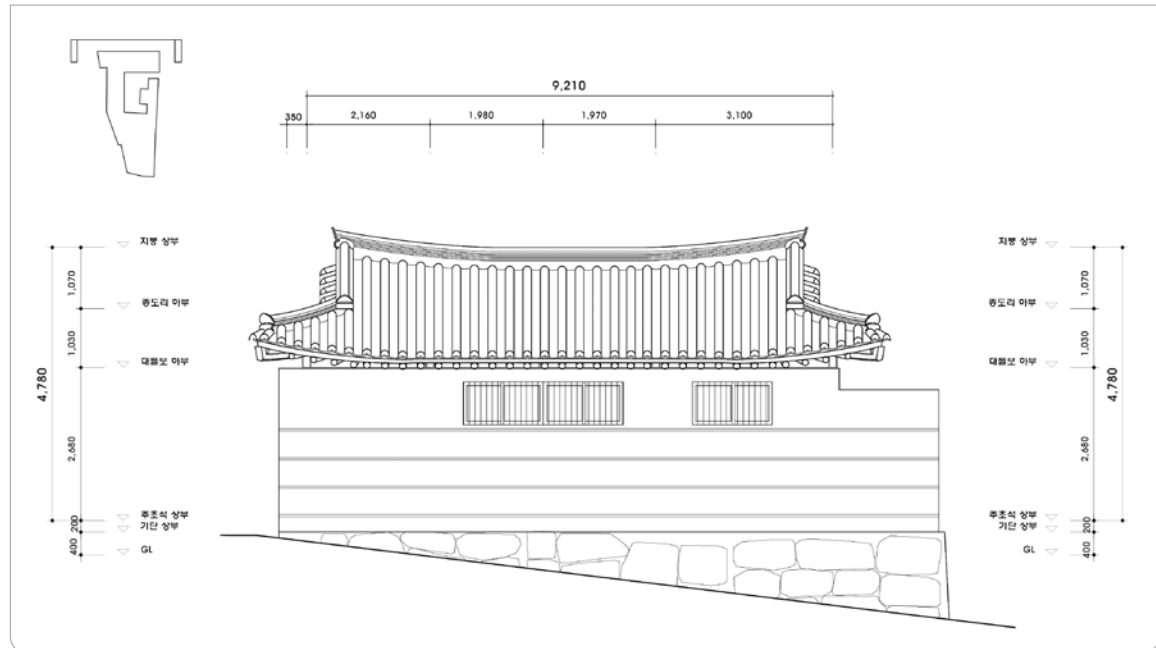 9,210
350
2,160
1,980
1,970
3,100
지붕 상부
종도리 하부
대들보 하부
주초석 상부
기단 상부
GL
1,070
1,030
2,680
200
400
4,780
지붕 상부
종도리 하부
대들보 하부
주초석 상부
기단 상부
GL
1,070
1,030
2,680
200
400
4,780